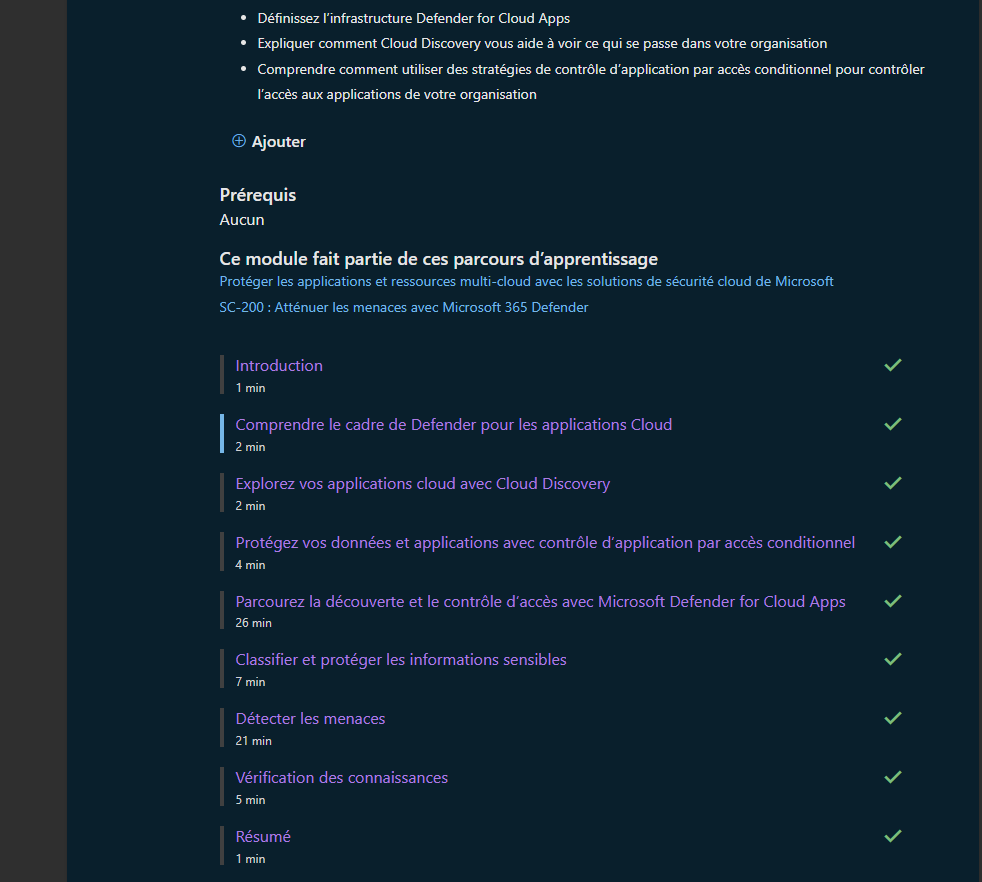 Définissez l’infrastructure Defender for Cloud Apps
Expliquer comment Cloud Discovery vous aide à voir ce qui se passe dans votre organisation
Comprendre comment utiliser des stratégies de contrôle d’application par accès conditionnel pour contrôler
l’accès aux applications de votre organisation
Ajouter
Prérequis
Aucun
Ce module fait partie de ces parcours d’apprentissage
Protéger les applications et ressources multi-cloud avec les solutions de sécurité cloud de Microsoft
SC-200 : Atténuer les menaces avec Microsoft 365 Defender
Introduction
1 min
Comprendre le cadre de Defender pour les applications Cloud
2 min
Explorez vos applications cloud avec Cloud Discovery
2 min
Protégez vos données et applications avec contrôle d’application par accès conditionnel
4 min
Parcourez la découverte et le contrôle d’accès avec Microsoft Defender for Cloud Apps
26 min
Classifier et protéger les informations sensibles
7 min
Détecter les menaces
21 min
Vérification des connaissances
5 min
Résumé
1 min